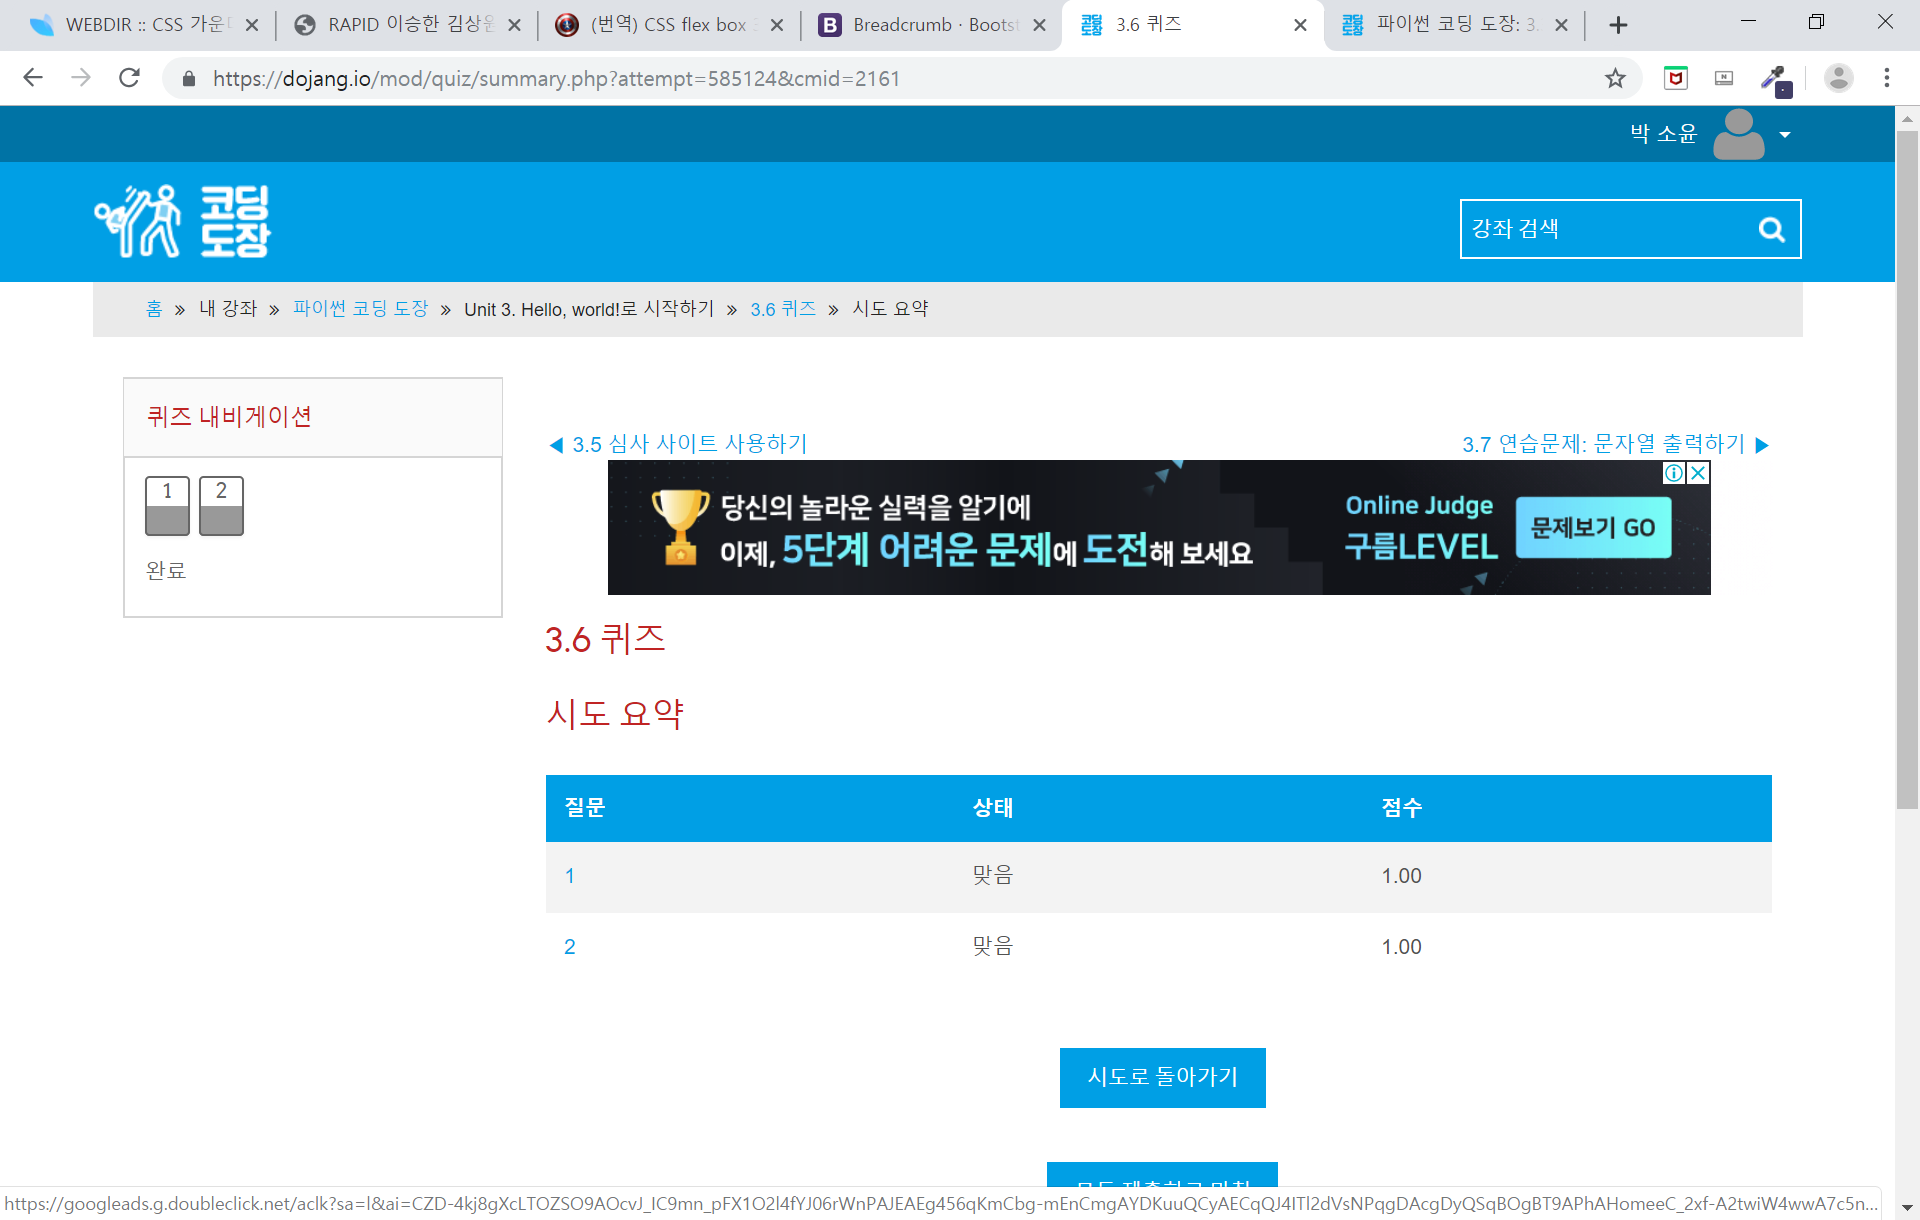 WEBDIR :: CSS 가운
RAPID 이승한 김상원
(번역) CSS flex box
Breadcrumb · Boots
3.6 퀴즈
파이썬 코딩 도장: 3.
https://dojang.io/mod/quiz/summary.php?attempt=585124&cmid=2161
박 소윤
코딩
도장
강좌 검색
홈 » 내 강좌 » 파이썬 코딩 도장 » Unit 3. Hello, world!로 시작하기 » 3.6 퀴즈 » 시도 요약
퀴즈 내비게이션
1 2
완료
◀ 3.5 심사 사이트 사용하기
3.7 연습문제: 문자열 출력하기 ▶
당신의 놀라운 실력을 알기에
이제, 5단계 어려운 문제에 도전해 보세요
Online Judge
구름LEVEL
문제보기 GO
3.6 퀴즈
시도 요약
질문 상태 점수
1 맞음 1.00
2 맞음 1.00
시도로 돌아가기
모두 제출하고 마침
https://googleads.g.doubleclick.net/aclk?sa=l&ai=CZD-4kj8gXcLTOZSO9AOcvJ_IC9mn_pFX1O2l4fYJ06rWnPAJEAEg456qKmCbg-mEnCmgAYDKuuQCyAECqQJ4ITl2dVsNPqgDAcgDyQSqBOgBT9APhAHomeeC_2xf-A2twiW4wwA7c5n...